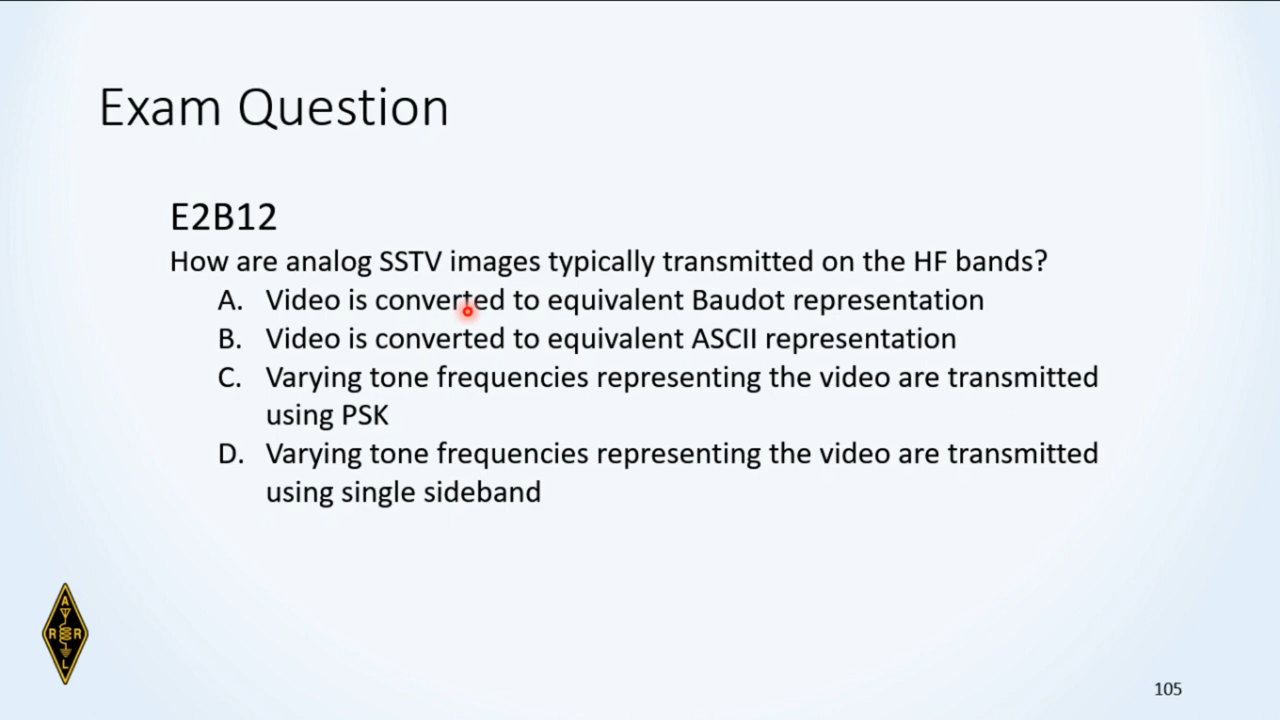 Exam Question
E2B12
How are analog SSTV images typically transmitted on the HF bands?
A. Video is converted to equivalent Baudot representation
B. Video is converted to equivalent ASCII representation
C. Varying tone frequencies representing the video are transmitted
using PSK
D. Varying tone frequencies representing the video are transmitted
using single sideband
A
R R
L
105